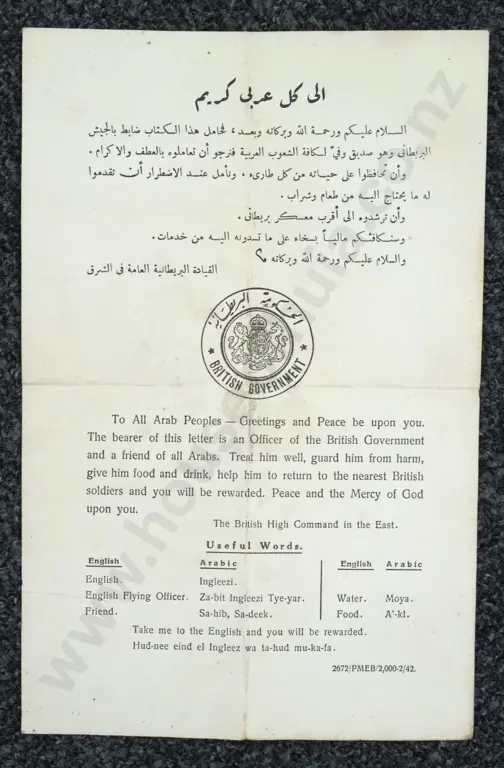 الى كل عربي كريم
السلام عليكم ورحمة الله وبركاته وبعد ، فحامل هذا الكتاب ضابط بالجيش
البريطانى وهو صديق وفيّ لكافة الشعوب العربية فنرجو أن تعاملوه بالعطف والاكرام .
وأن تحافظوا على حياته من كل طارىء ، ونأمل عند الاضطرار أن تقدموا
له ما يحتاج اليه من طعام وشراب .
وأن ترشدوه الى أقرب معسكر بريطانى .
وسنكافئكم مالياً بسخاء على ما تسدونه اليه من خدمات .
والسلام عليكم ورحمة الله وبركاته
القيادة البريطانية العامة فى الشرق
الحكومة البريطانية
★ BRITISH GOVERNMENT ★
To All Arab Peoples — Greetings and Peace be upon you.
The bearer of this letter is an Officer of the British Government
and a friend of all Arabs. Treat him well, guard him from harm,
give him food and drink, help him to return to the nearest British
soldiers and you will be rewarded. Peace and the Mercy of God
upon you.
The British High Command in the East.
Useful Words.
English Arabic English Arabic
English. Ingleezi.
English Flying Officer. Za-bit Ingleezi Tye-yar. Water. Moya.
Friend. Sa-hib, Sa-deek. Food. A'-kl.
Take me to the English and you will be rewarded.
Hud-nee eind el Ingleez wa ta-hud mu-ka-fa.
2672/PMEB/2,000-2/42.